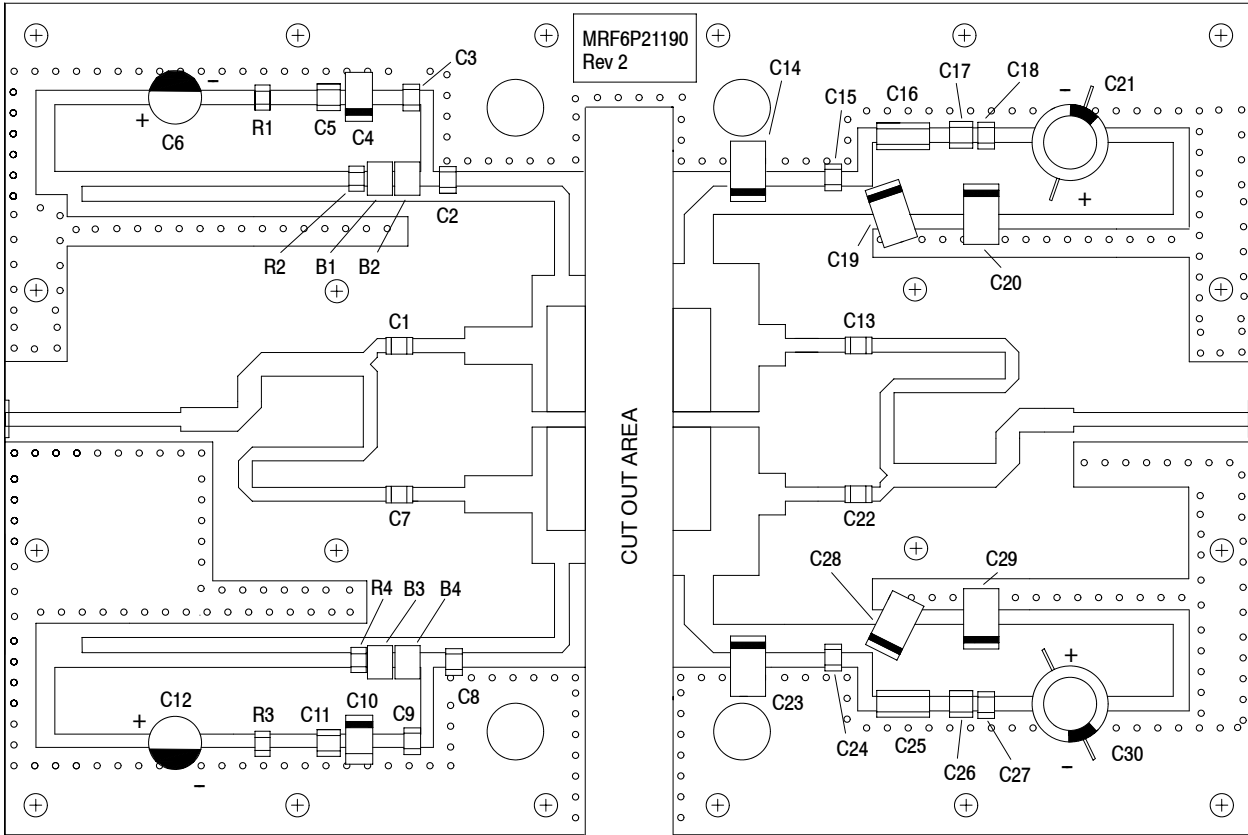 MRF6P21190
Rev 2
C3
C14
C17
C18
C21
C15
C16
-
-
+
C6
R1
C5
C4
+
C2
R2
B1
B2
C19
C20
C1
C13
CUT OUT AREA
C7
C22
C28
C29
R4
B3
B4
C12
+
R3
C11
C10
C9
C8
-
C23
C24
C25
C26
C27
+
-
C30